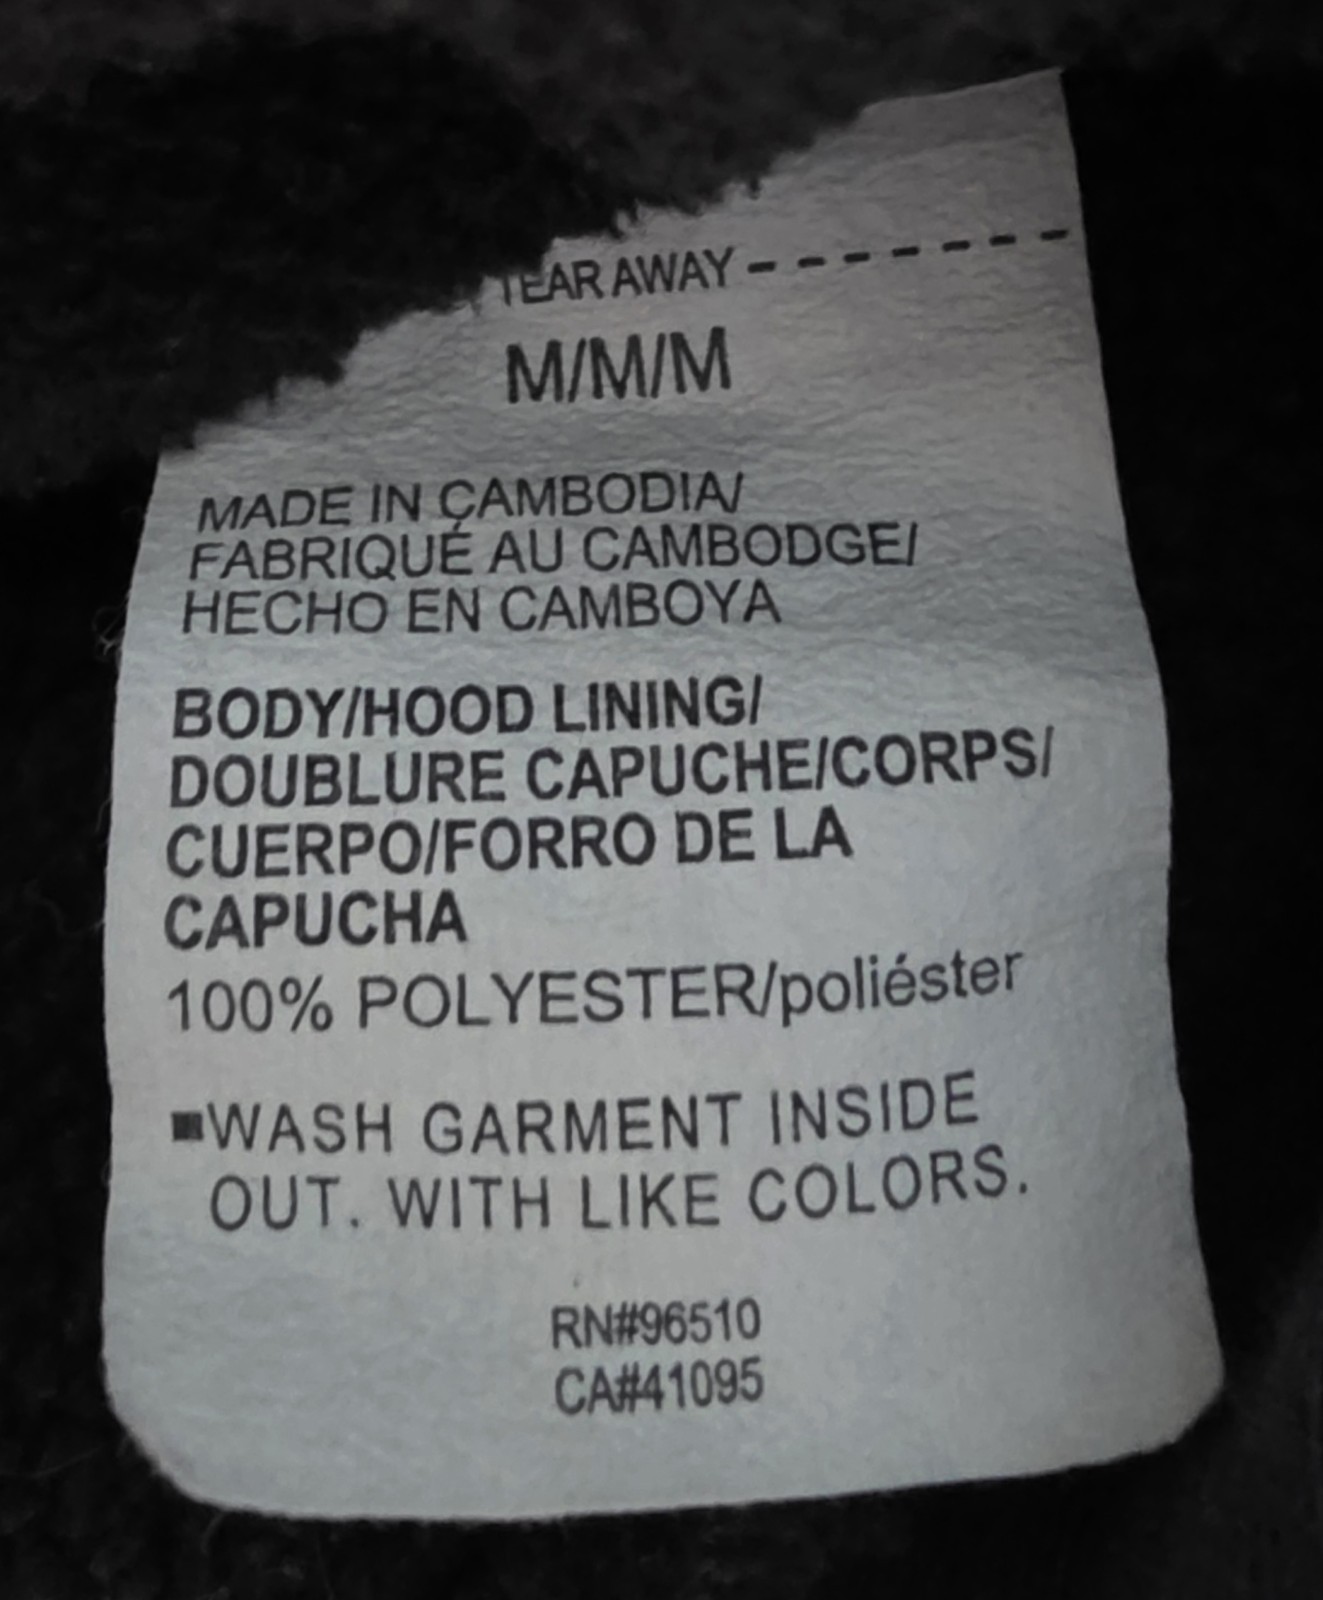 TEAR AWAY -------
M/M/M
MADE IN CAMBODIA/
FABRIQUÉ AU CAMBODGE/
HECHO EN CAMBOYA
BODY/HOOD LINING/
DOUBLURE CAPUCHE/CORPS/
CUERPO/FORRO DE LA
CAPUCHA
100% POLYESTER/poliéster
■WASH GARMENT INSIDE
OUT. WITH LIKE COLORS.
RN#96510
CA#41095